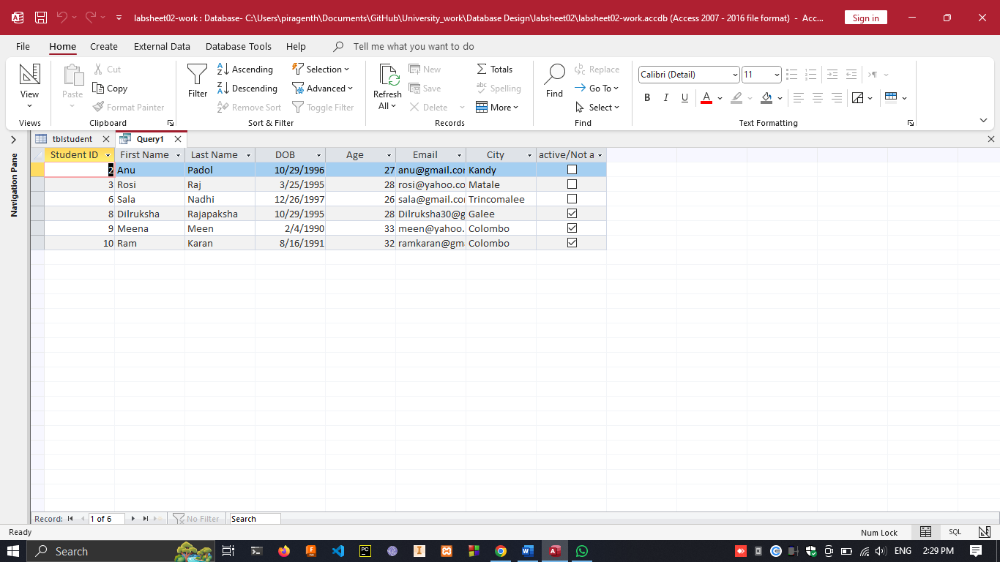 labsheet02-work : Database- C:\Users\piragenth\Documents\GitHub\University_work\Database Design\labsheet02\labsheet02-work.accdb (Access 2007 - 2016 file format) - Acc... Sign in
File Home Create External Data Database Tools Help Tell me what you want to do
View Paste Cut Copy Format Painter Filter Ascending Descending Remove Sort Selection Advanced Toggle Filter Refresh All New Save Delete Totals Spelling More Find Replace Go To Select Calibri (Detail) 11 B I U A
Views Clipboard Sort & Filter Records Find Text Formatting
tblstudent Query1
Navigation Pane
Student ID First Name Last Name DOB Age Email City active/Not a
2 Anu Padol 10/29/1996 27 anu@gmail.com Kandy
3 Rosi Raj 3/25/1995 28 rosi@yahoo.co Matale
6 Sala Nadhi 12/26/1997 26 sala@gmail.com Trincomalee
8 Dilruksha Rajapaksha 10/29/1995 28 Dilruksha30@g Galee
9 Meena Meen 2/4/1990 33 meen@yahoo. Colombo
10 Ram Karan 8/16/1991 32 ramkaran@gma Colombo
Record: 1 of 6 No Filter Search
Ready Num Lock SQL
Search PC ENG 2:29 PM